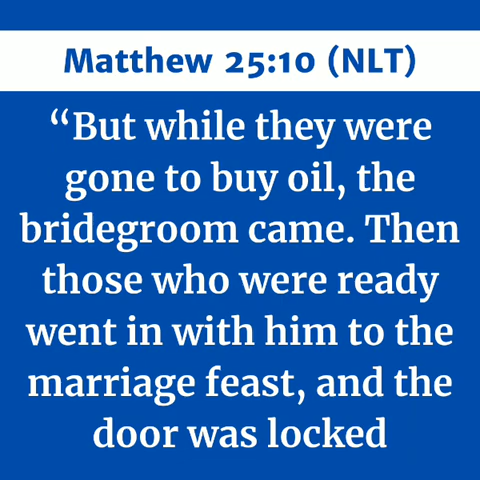 Matthew 25:10 (NLT)
“But while they were
gone to buy oil, the
bridegroom came. Then
those who were ready
went in with him to the
marriage feast, and the
door was locked